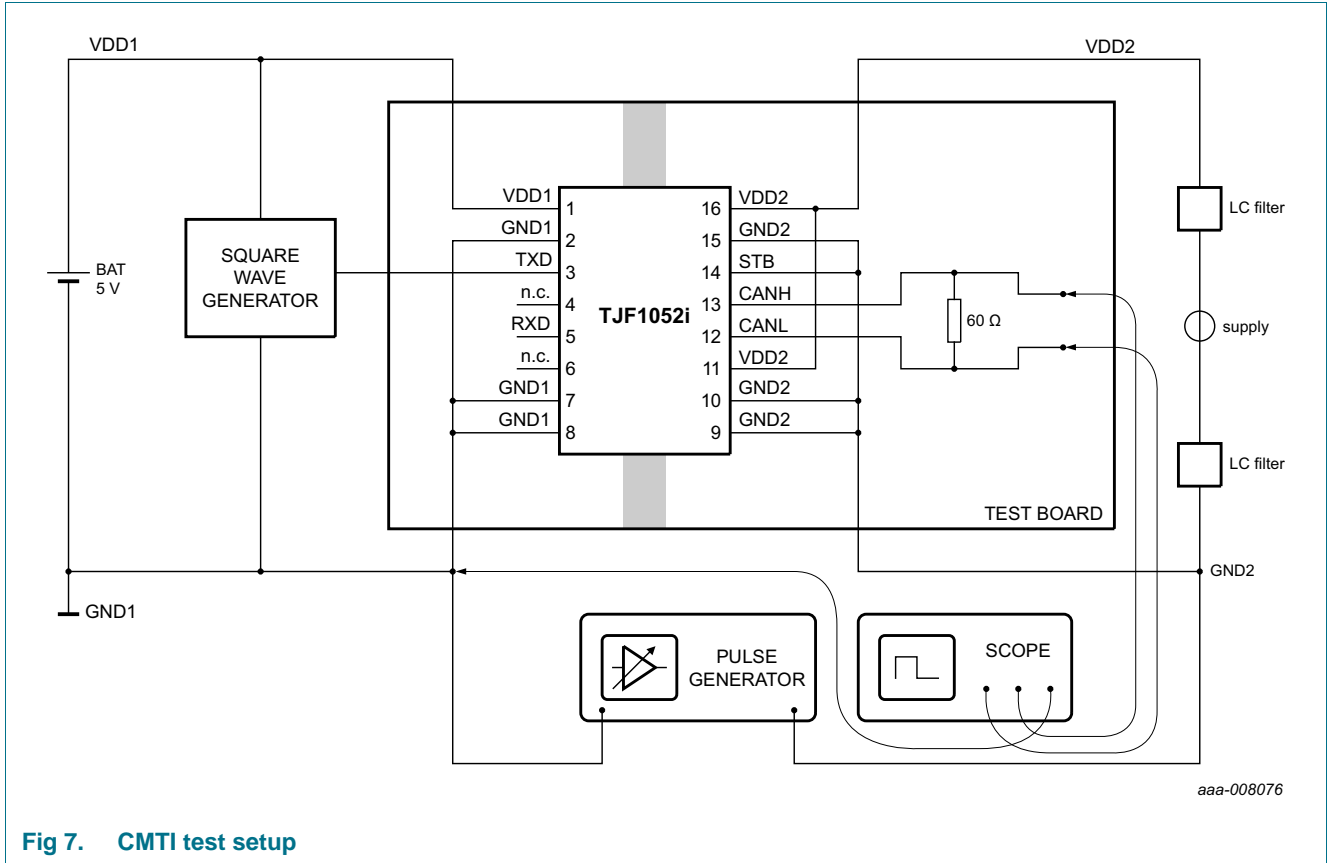 VDD1
VDD2
BAT
5 V
SQUARE
WAVE
GENERATOR
VDD1
1
GND1
2
TXD
3
n.c.
4
RXD
5
n.c.
6
GND1
7
GND1
8
TJF1052i
16
VDD2
15
GND2
14
STB
13
CANH
12
CANL
11
VDD2
10
GND2
9
GND2
60 Ω
LC filter
supply
LC filter
TEST BOARD
GND2
GND1
PULSE
GENERATOR
SCOPE
aaa-008076
Fig 7. CMTI test setup